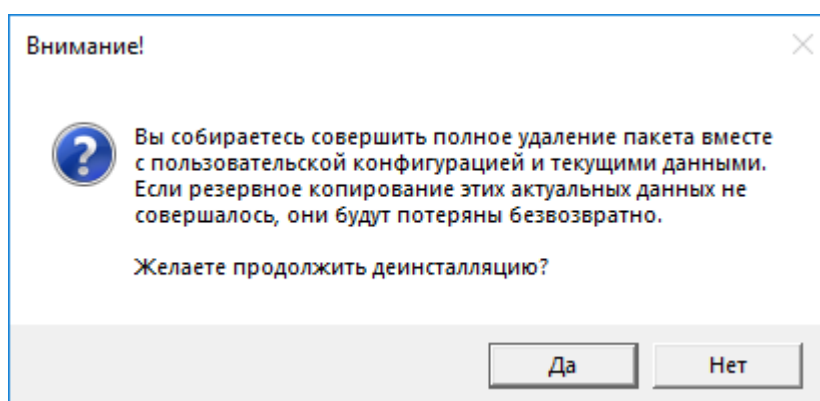 Внимание!
Вы собираетесь совершить полное удаление пакета вместе
с пользовательской конфигурацией и текущими данными.
Если резервное копирование этих актуальных данных не
совершалось, они будут потеряны безвозвратно.
Желаете продолжить деинсталляцию?
Да
Нет